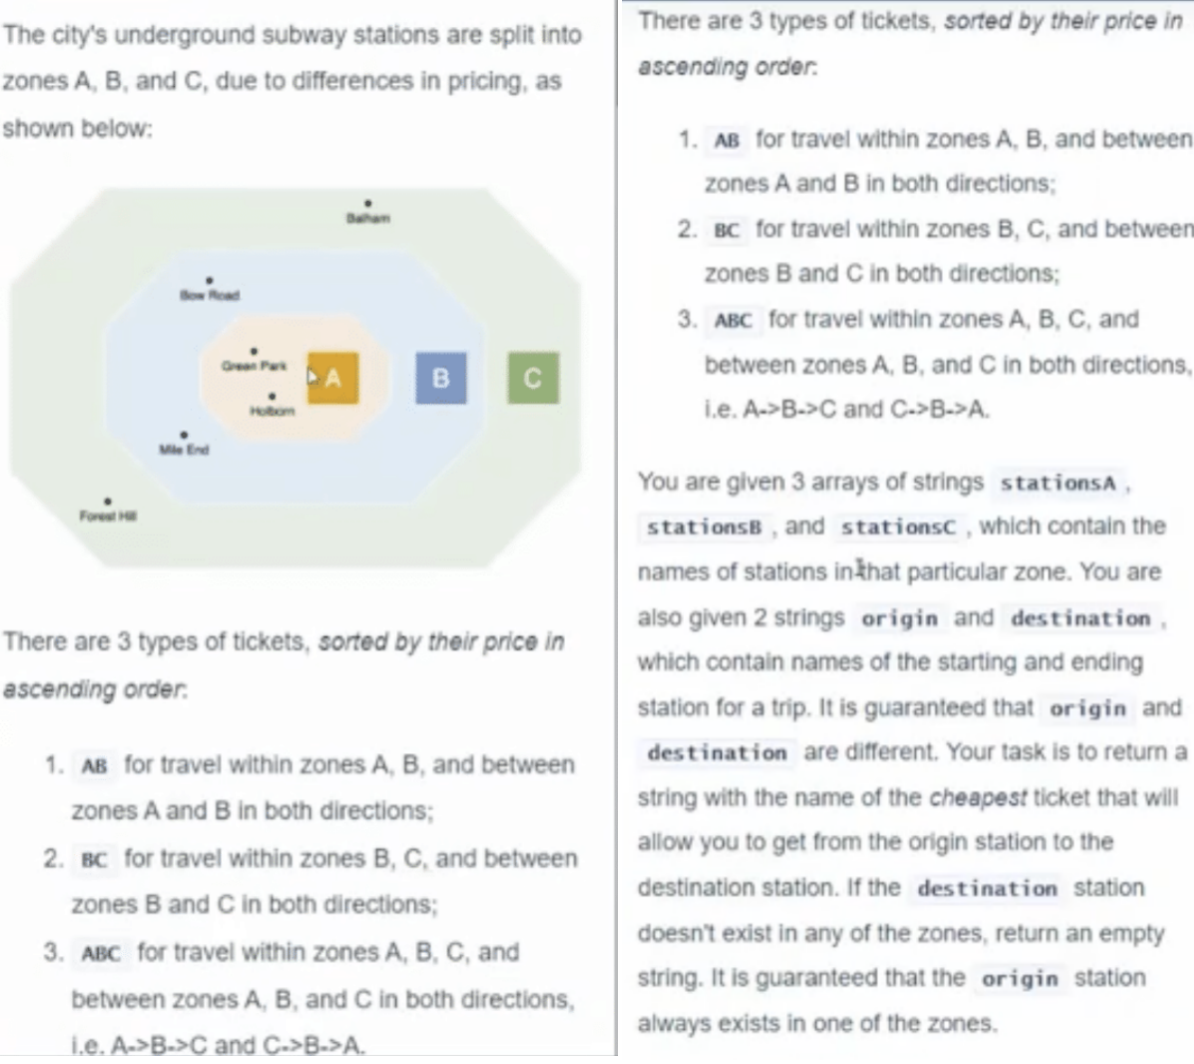 The city's underground subway stations are split into
zones A, B, and C, due to differences in pricing, as
shown below:
Balham
Bow Road
Green Park
A
B
C
Holborn
Mile End
Forest Hill
There are 3 types of tickets, sorted by their price in
ascending order:
1. AB for travel within zones A, B, and between
zones A and B in both directions;
2. BC for travel within zones B, C, and between
zones B and C in both directions;
3. ABC for travel within zones A, B, C, and
between zones A, B, and C in both directions,
i.e. A->B->C and C->B->A.
There are 3 types of tickets, sorted by their price in
ascending order:
1. AB for travel within zones A, B, and between
zones A and B in both directions;
2. BC for travel within zones B, C, and between
zones B and C in both directions;
3. ABC for travel within zones A, B, C, and
between zones A, B, and C in both directions,
i.e. A->B->C and C->B->A.
You are given 3 arrays of strings stationsA,
stationsB, and stationsC, which contain the
names of stations in that particular zone. You are
also given 2 strings origin and destination,
which contain names of the starting and ending
station for a trip. It is guaranteed that origin and
destination are different. Your task is to return a
string with the name of the cheapest ticket that will
allow you to get from the origin station to the
destination station. If the destination station
doesn't exist in any of the zones, return an empty
string. It is guaranteed that the origin station
always exists in one of the zones.